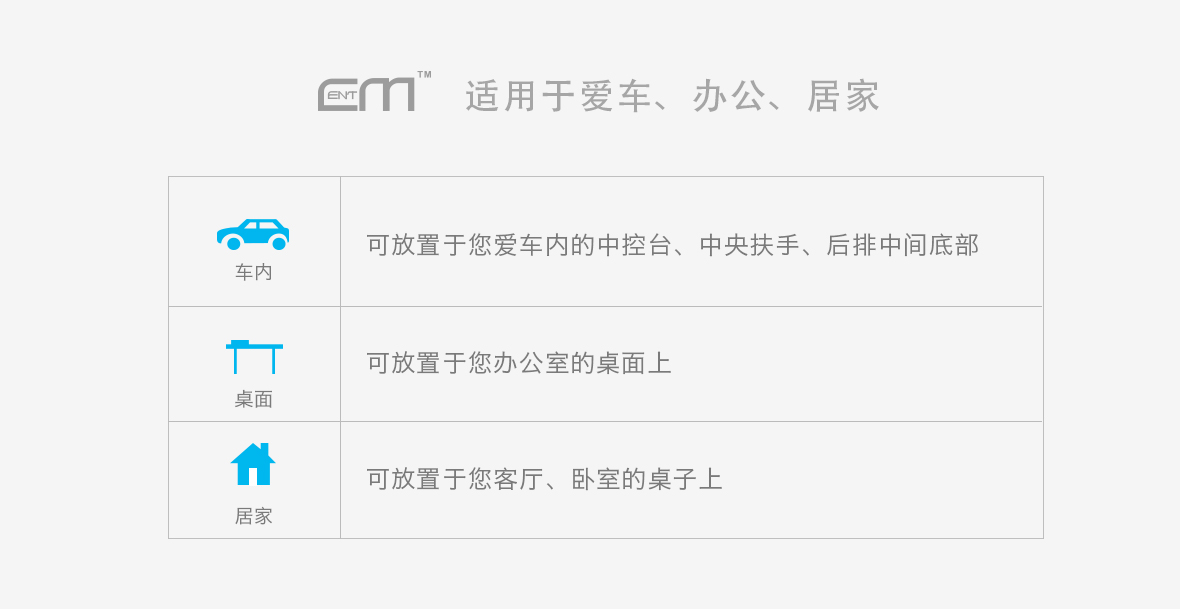 ENT em™ 适用于爱车、办公、居家
车内
可放置于您爱车内的中控台、中央扶手、后排中间底部
桌面
可放置于您办公室的桌面上
居家
可放置于您客厅、卧室的桌子上